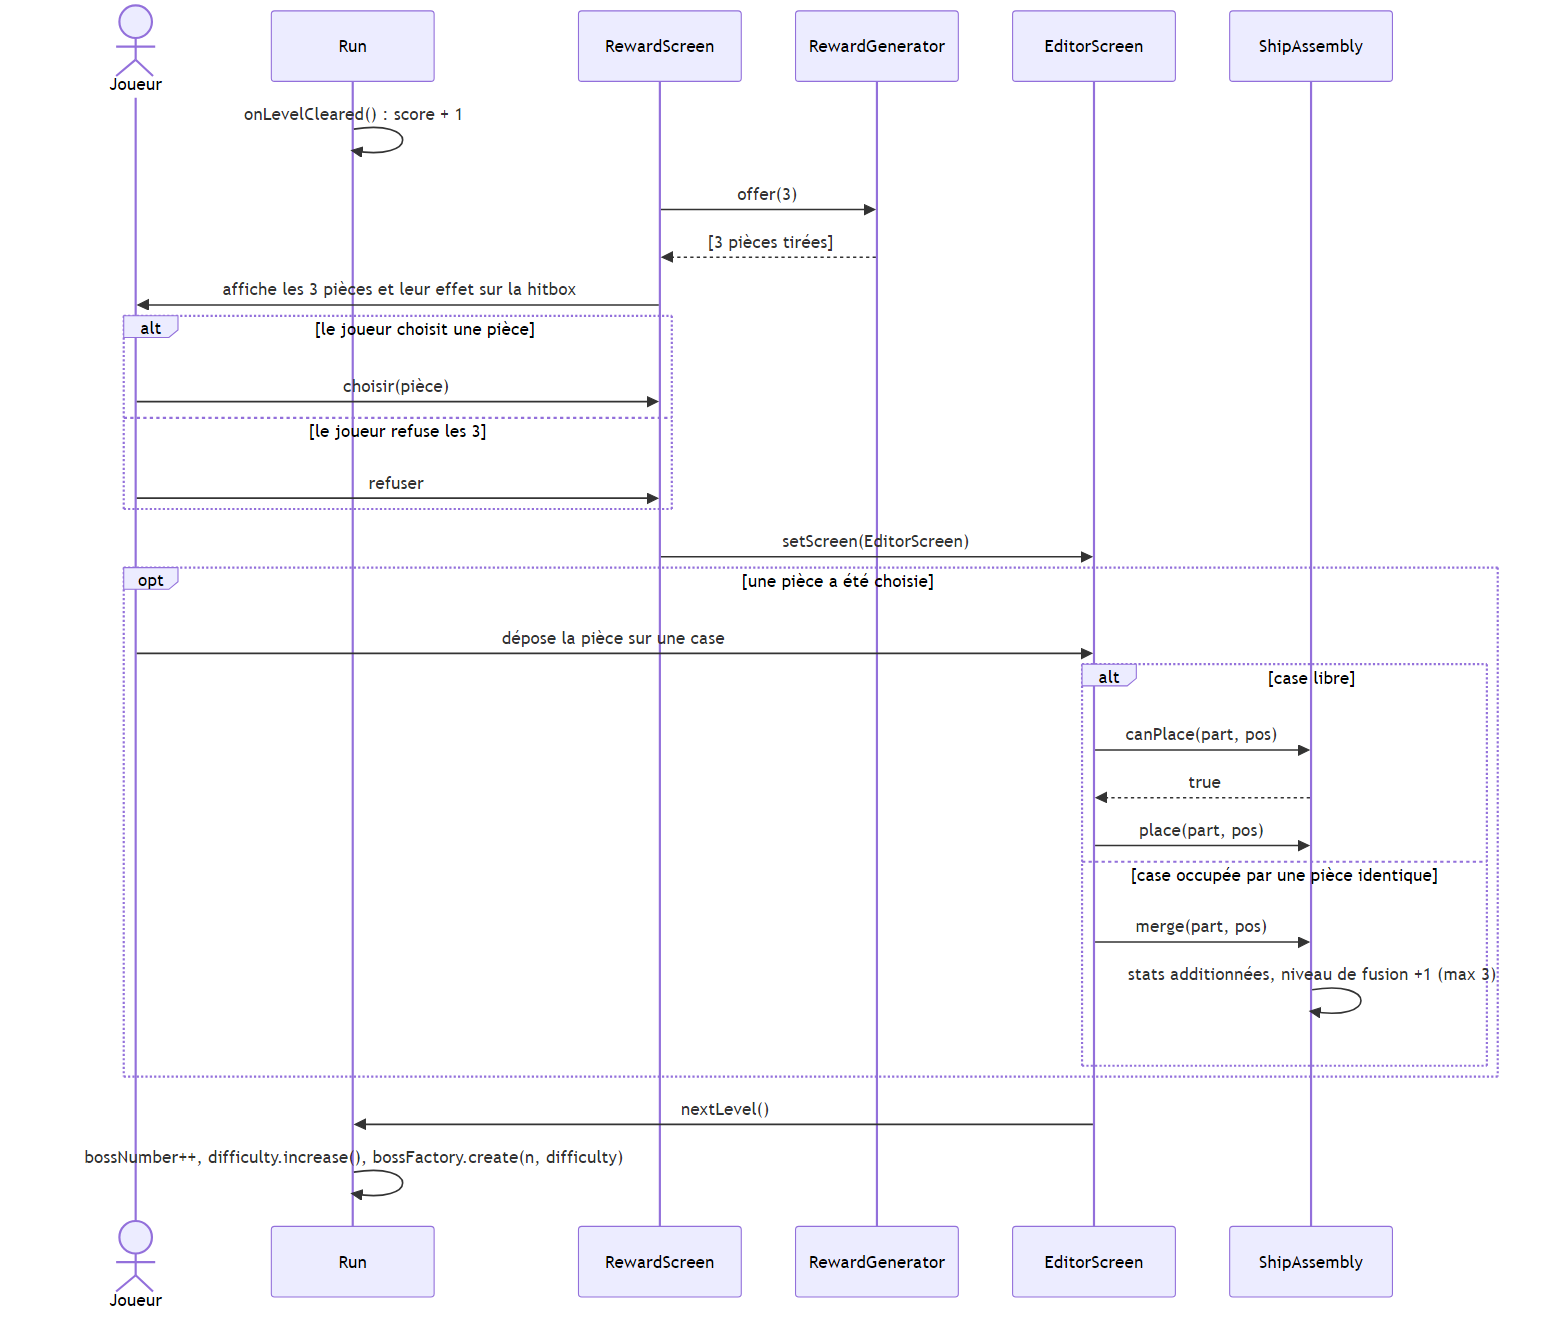 Joueur
Run
RewardScreen
RewardGenerator
EditorScreen
ShipAssembly
onLevelCleared() : score + 1
offer(3)
[3 pièces tirées]
affiche les 3 pièces et leur effet sur la hitbox
alt
[le joueur choisit une pièce]
choisir(pièce)
[le joueur refuse les 3]
refuser
setScreen(EditorScreen)
opt
[une pièce a été choisie]
dépose la pièce sur une case
alt
[case libre]
canPlace(part, pos)
true
place(part, pos)
[case occupée par une pièce identique]
merge(part, pos)
stats additionnées, niveau de fusion +1 (max 3)
nextLevel()
bossNumber++, difficulty.increase(), bossFactory.create(n, difficulty)
Joueur
Run
RewardScreen
RewardGenerator
EditorScreen
ShipAssembly